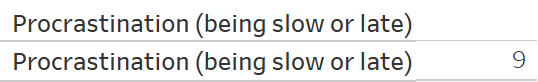 Procrastination (being slow or late)
Procrastination (being slow or late) 9